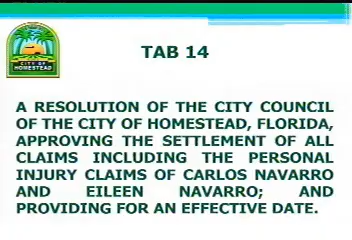 CITY OF
HOMESTEAD
TAB 14
A RESOLUTION OF THE CITY COUNCIL
OF THE CITY OF HOMESTEAD, FLORIDA,
APPROVING THE SETTLEMENT OF ALL
CLAIMS INCLUDING THE PERSONAL
INJURY CLAIMS OF CARLOS NAVARRO
AND EILEEN NAVARRO; AND
PROVIDING FOR AN EFFECTIVE DATE.